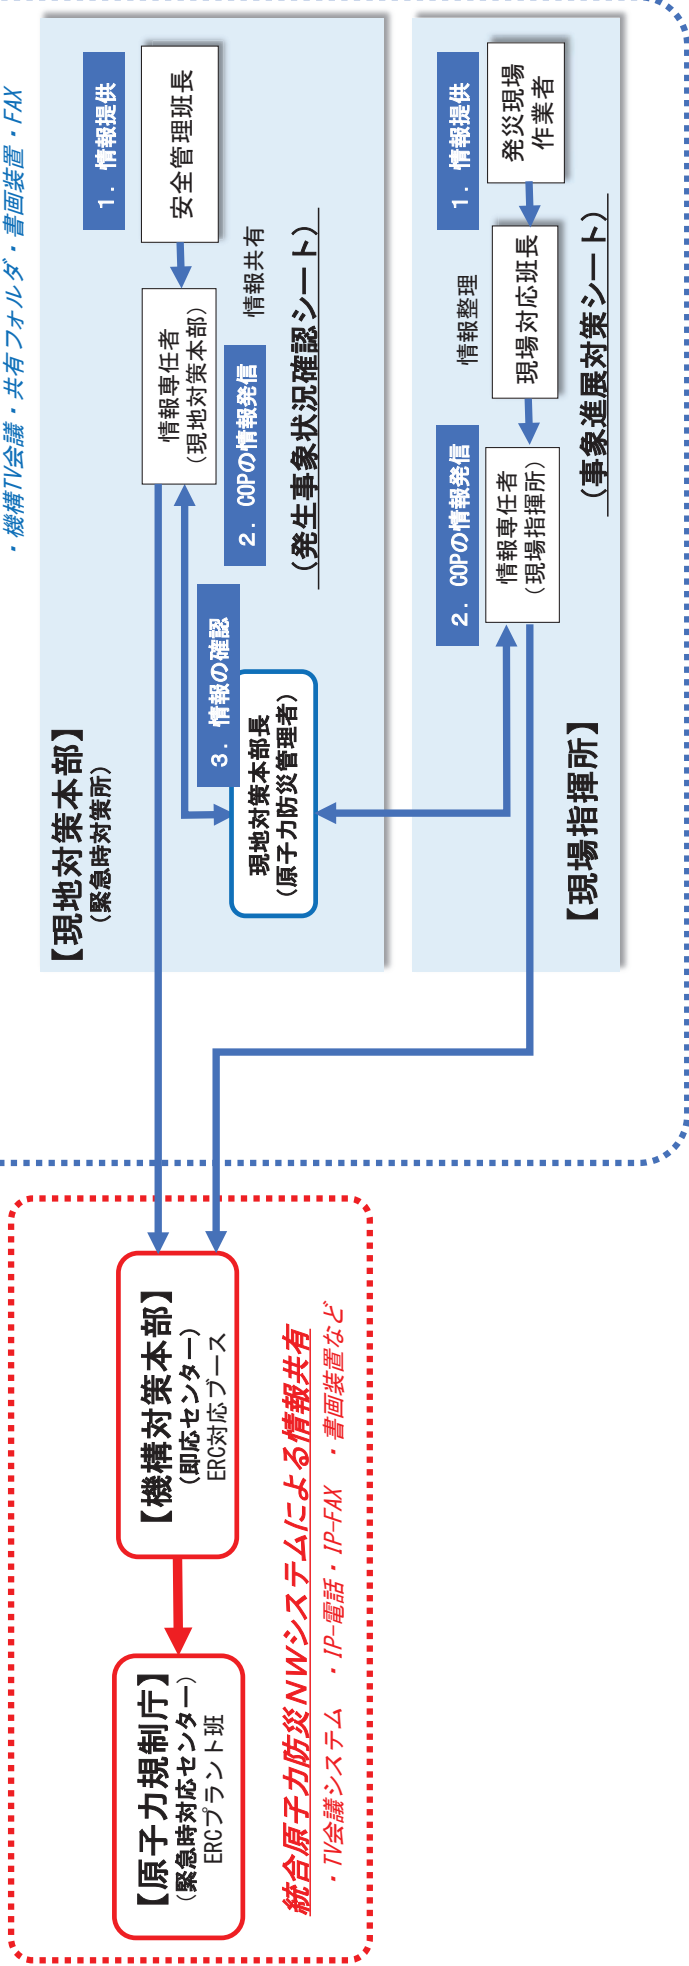 ・機構TV会議・共有フォルダ・書画装置・FAX
【原子力規制庁】
（緊急時対応センター）
ERCプラント班
【機構対策本部】
（即応センター）
ERC対応ブース
統合原子力防災NWシステムによる情報共有
・TV会議システム　・IP-電話・IP-FAX　・書画装置など
【現地対策本部】
（緊急時対策所）
1．情報提供
安全管理班長
情報専任者
（現地対策本部）
情報共有
2．COPの情報発信
（発生事象状況確認シート）
3．情報の確認
現地対策本部長
（原子力防災管理者）
【現場指揮所】
1．情報提供
発災現場
作業者
情報整理
現場対応班長
2．COPの情報発信
情報専任者
（現場指揮所）
（事象進展対策シート）